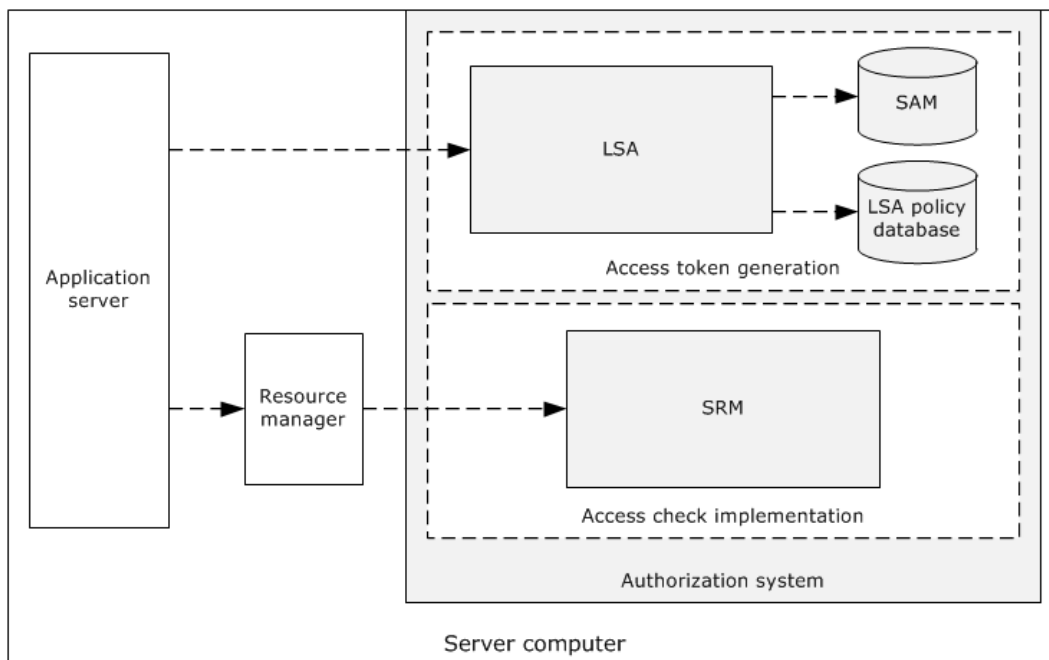 SAM
LSA
LSA policy
database
Access token generation
Application
server
Resource
manager
SRM
Access check implementation
Authorization system
Server computer